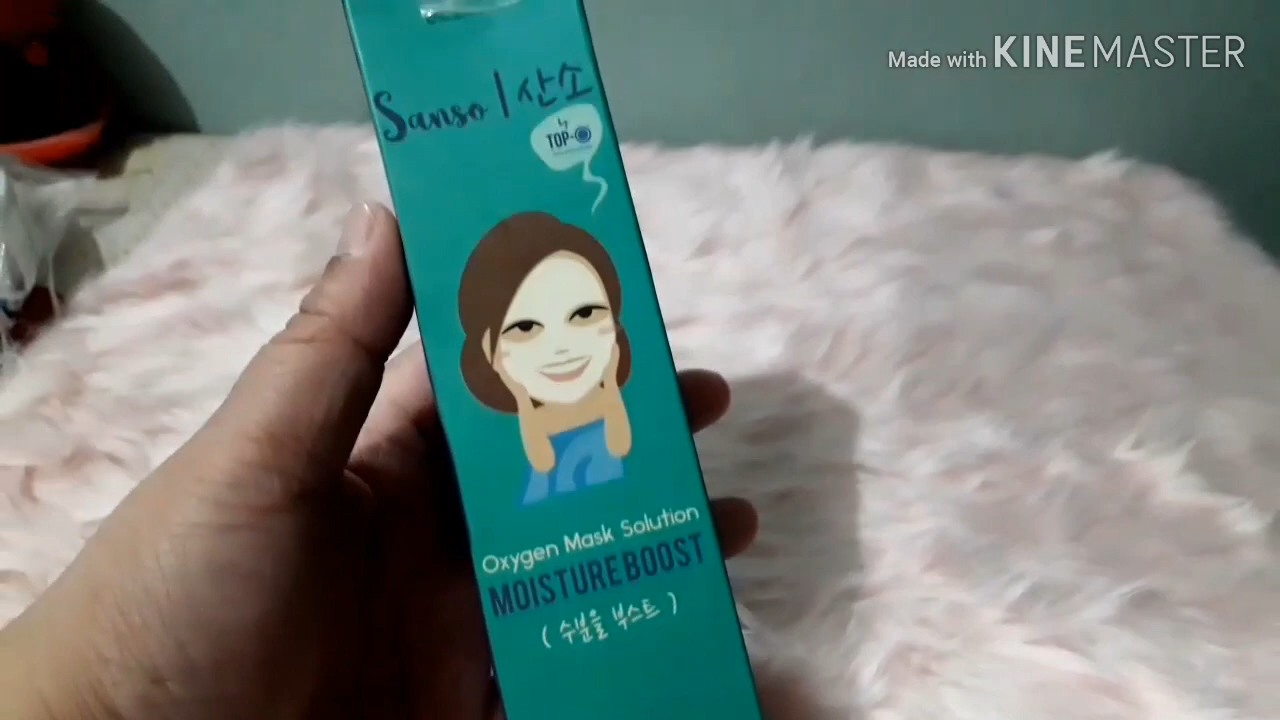 Made with KINEMASTER
Sanso | 산소
by
TOP-O
Oxygen Mask Solution
MOISTURE BOOST
( 수분을 부스트 )